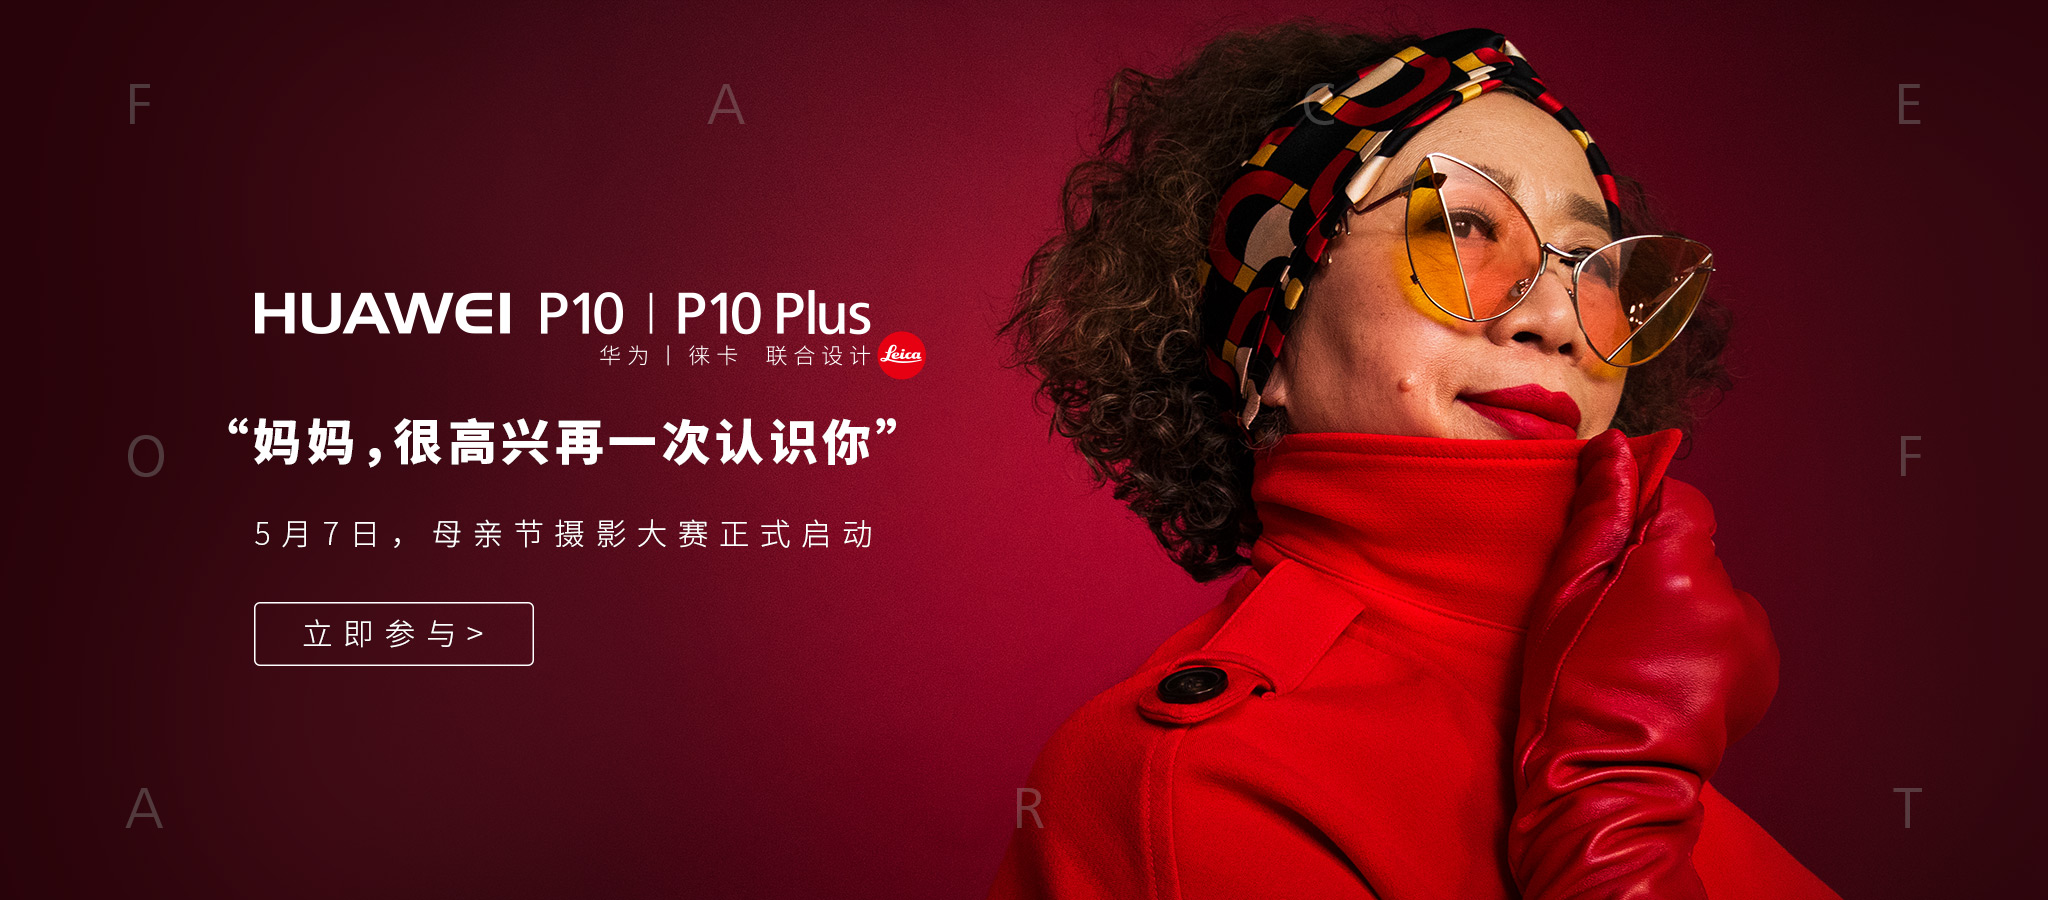 F A C E
HUAWEI P10 | P10 Plus
华为 | 徕卡 联合设计 Leica
“妈妈,很高兴再一次认识你”
O F
5月7日，母亲节摄影大赛正式启动
立即参与>
A R T